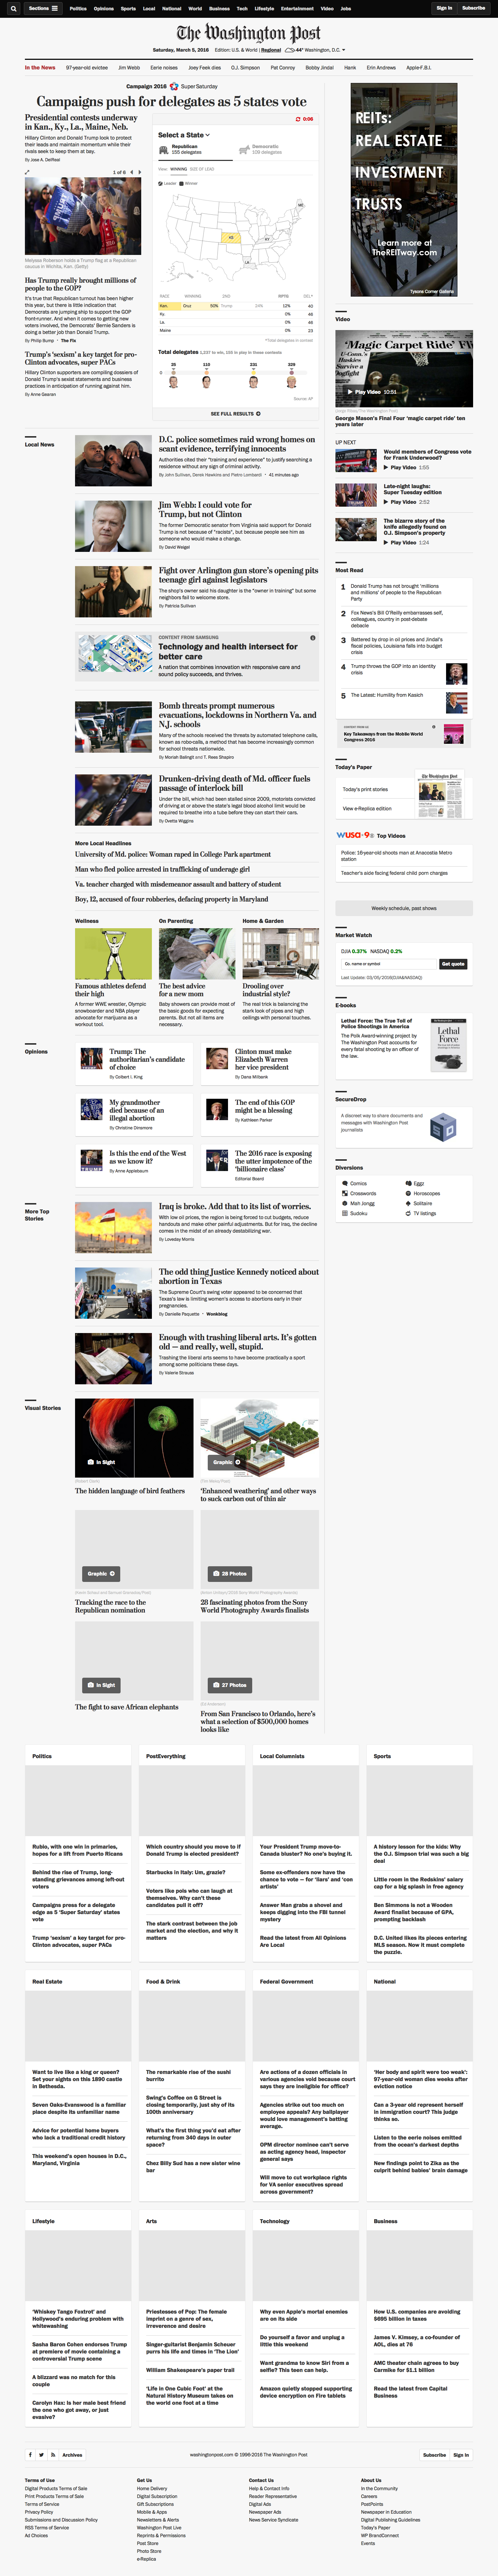 Sections
Politics Opinions Sports Local National World Business Tech Lifestyle Entertainment Video Jobs
Sign In Subscribe
The Washington Post
Saturday, March 5, 2016 Edition: U.S. & World | Regional 44° Washington, D.C.
In the News 97-year-old evictee Jim Webb Eerie noises Joey Feek dies O.J. Simpson Pat Conroy Bobby Jindal Hank Erin Andrews Apple-F.B.I.
Campaign 2016 Super Saturday
Campaigns push for delegates as 5 states vote
Presidential contests underway
in Kan., Ky., La., Maine, Neb.
Hillary Clinton and Donald Trump look to protect
their leads and maintain momentum while their
rivals seek to keep them at bay.
By Jose A. DelReal
1 of 8
Maryssa Roberson holds a Trump flag at a Republican
caucus in Wichita, Kan. (Getty)
Has Trump really brought millions of
people to the GOP?
It's true that Republican turnout has been higher
this year, but there is little indication that
Democrats are jumping ship to support the GOP
front-runner. And when it comes to getting new
voters involved, the Democrats' Bernie Sanders is
doing a better job than Donald Trump.
By Philip Bump • The Fix
Trump's 'sexism' a key target for pro-
Clinton advocates, super PACs
Hillary Clinton supporters are compiling dossiers of
Donald Trump's sexist statements and business
practices in anticipation of running against him.
By Anne Gearan
0:06
Select a State
Republican
155 delegates
Democratic
109 delegates
View: WINNING SIZE OF LEAD
Leader Winner
ME
KS
KY
LA
RACE WINNING 2ND RPTG DEL*
Kan. Cruz 50% Trump 24% 12% 40
Ky. 0% 46
La. 0% 46
Maine 0% 23
*Total delegates in contest
Total delegates 1,237 to win, 155 in play in these contests
25 110 231 329
0
Source: AP
SEE FULL RESULTS
REITs:
REAL ESTATE
INVESTMENT
TRUSTS
Learn more at
TheREITway.com
Tysons Corner Galleria
Video
'Magic Carpet Ride'
Play Video 10:51
George Mason's Final Four 'magic carpet ride' ten
years later
UP NEXT
Would members of Congress vote
for Frank Underwood?
Play Video 1:55
Late-night laughs:
Super Tuesday edition
Play Video 2:52
The bizarre story of the
knife allegedly found on
O.J. Simpson's property
Play Video 1:24
Most Read
1 Donald Trump has not brought 'millions
and millions' of people to the Republican
Party
2 Fox News's Bill O'Reilly embarrasses self,
colleagues, country in post-debate
debacle
3 Battered by drop in oil prices and Jindal's
fiscal policies, Louisiana falls into budget
crisis
4 Trump throws the GOP into an identity
crisis
5 The Latest: Humility from Kasich
Key Takeaways from the Mobile World
Congress 2016
Today's Paper
Today's print stories
View e-Replica edition
The Washington Post
WUSA 9 Top Videos
Police: 16-year-old shoots man at Anacostia Metro
station
Teacher's aide facing federal child porn charges
Weekly schedule, past shows
Market Watch
DJIA 0.37% NASDAQ 0.2%
Co. name or symbol Get quote
Last Update: 03/05/2016(DJIA&NASDAQ)
E-books
Lethal Force: The True Toll of
Police Shootings in America
The Polk Award-winning project by
The Washington Post accounts for
every fatal shooting by an officer of
the law.
Lethal
Force
SecureDrop
A discreet way to share documents and
messages with Washington Post
journalists
Diversions
Comics Eggz
Crosswords Horoscopes
Mah Jongg Solitaire
Sudoku TV listings
Local News
D.C. police sometimes raid wrong homes on
scant evidence, terrifying innocents
Authorities cited their "training and experience" to justify searching a
residence without any sign of criminal activity.
By John Sullivan, Derek Hawkins and Pietro Lombardi • 41 minutes ago
Jim Webb: I could vote for
Trump, but not Clinton
The former Democratic senator from Virginia said support for Donald
Trump is not because of "racists", but because people see him as
someone who would make a change.
By David Weigel
Fight over Arlington gun store's opening pits
teenage girl against legislators
The shop's owner said his daughter is the "owner in training" but some
neighbors fail to welcome store.
By Patricia Sullivan
CONTENT FROM SAMSUNG
Technology and health intersect for
better care
A nation that combines innovation with responsive care and
sound policy succeeds, and thrives.
Bomb threats prompt numerous
evacuations, lockdowns in Northern Va. and
N.J. schools
Many of the schools received the threats by automated telephone calls,
known as robo-calls, a method that has become increasingly common
for school threats nationwide.
By Moriah Balingit and T. Rees Shapiro
Drunken-driving death of Md. officer fuels
passage of interlock bill
Under the bill, which had been stalled since 2009, motorists convicted
of driving at or above the state's legal blood alcohol limit would be
required to breathe into a tube before they can start their cars.
By Ovetta Wiggins
More Local Headlines
University of Md. police: Woman raped in College Park apartment
Man who fled police arrested in trafficking of underage girl
Va. teacher charged with misdemeanor assault and battery of student
Boy, 12, accused of four robberies, defacing property in Maryland
Wellness
Famous athletes defend
their high
A former WWE wrestler, Olympic
snowboarder and NBA player
advocate for marijuana as a
workout tool.
On Parenting
The best advice
for a new mom
Baby showers can provide most of
the basic goods for expecting
parents. But not all items are
necessary.
Home & Garden
Drooling over
industrial style?
The real trick is balancing the
stark look of pipes and high
ceilings with personal touches.
Opinions
Trump: The
authoritarian's candidate
of choice
By Colbert I. King
Clinton must make
Elizabeth Warren
her vice president
By Dana Milbank
My grandmother
died because of an
illegal abortion
By Christine Dinsmore
The end of this GOP
might be a blessing
By Kathleen Parker
Is this the end of the West
as we know it?
By Anne Applebaum
The 2016 race is exposing
the utter impotence of the
'billionaire class'
Editorial Board
More Top
Stories
Iraq is broke. Add that to its list of worries.
With low oil prices, the region is being forced to cut budgets, reduce
handouts and make other painful adjustments. But for Iraq, the decline
comes in the midst of an already destabilizing war.
By Loveday Morris
The odd thing Justice Kennedy noticed about
abortion in Texas
The Supreme Court's swing voter appeared to be concerned that
Texas's law is limiting women's access to abortions early in their
pregnancies.
By Danielle Paquette • Wonkblog
Enough with trashing liberal arts. It's gotten
old — and really, well, stupid.
Trashing the liberal arts seems to have become practically a sport
among some politicians these days.
By Valerie Strauss
Visual Stories
In Sight
The hidden language of bird feathers
Graphic
'Enhanced weathering' and other ways
to suck carbon out of thin air
Graphic
Tracking the race to the
Republican nomination
28 Photos
28 fascinating photos from the Sony
World Photography Awards finalists
In Sight
The fight to save African elephants
27 Photos
From San Francisco to Orlando, here's
what a selection of $500,000 homes
looks like
Politics
Rubio, with one win in primaries,
hopes for a lift from Puerto Ricans
Behind the rise of Trump, long-
standing grievances among left-out
voters
Campaigns press for a delegate
edge as 5 'Super Saturday' states
vote
Trump 'sexism' a key target for pro-
Clinton advocates, super PACs
PostEverything
Which country should you move to if
Donald Trump is elected president?
Starbucks in Italy: Um, grazie?
Voters like pols who can laugh at
themselves. Why can't these
candidates pull it off?
The stark contrast between the job
market and the election, and why it
matters
Local Columnists
Your President Trump move-to-
Canada bluster? No one's buying it.
Some ex-offenders now have the
chance to vote — for 'liars' and 'con
artists'
Answer Man grabs a shovel and
keeps digging into the FBI tunnel
mystery
Read the latest from All Opinions
Are Local
Sports
A history lesson for the kids: Why
the O.J. Simpson trial was such a big
deal
Little room in the Redskins' salary
cap for a big splash in free agency
Ben Simmons is not a Wooden
Award finalist because of GPA,
prompting backlash
D.C. United likes its pieces entering
MLS season. Now it must complete
the puzzle.
Real Estate
Want to live like a king or queen?
Set your sights on this 1890 castle
in Bethesda.
Seven Oaks-Evanswood is a familiar
place despite its unfamiliar name
Advice for potential home buyers
who lack a traditional credit history
This weekend's open houses in D.C.,
Maryland, Virginia
Food & Drink
The remarkable rise of the sushi
burrito
Swing's Coffee on G Street is
closing temporarily, just shy of its
100th anniversary
What's the first thing you'd eat after
returning from 340 days in outer
space?
Chez Billy Sud has a new sister wine
bar
Federal Government
Are actions of a dozen officials in
various agencies void because court
says they are ineligible for office?
Agencies strike out too much on
employee appeals? Any ballplayer
would love management's batting
average.
OPM director nominee can't serve
as acting agency head, inspector
general says
Will move to cut workplace rights
for VA senior executives spread
across government?
National
'Her body and spirit were too weak':
97-year-old woman dies weeks after
eviction notice
Can a 3-year old represent herself
in immigration court? This judge
thinks so.
Listen to the eerie noises emitted
from the ocean's darkest depths
New findings point to Zika as the
culprit behind babies' brain damage
Lifestyle
'Whiskey Tango Foxtrot' and
Hollywood's enduring problem with
whitewashing
Sasha Baron Cohen endorses Trump
at premiere of movie containing a
controversial Trump scene
A blizzard was no match for this
couple
Carolyn Hax: Is her male best friend
the one who got away, or just
evasive?
Arts
Priestesses of Pop: The female
imprint on a genre of sex,
irreverence and desire
Singer-guitarist Benjamin Scheuer
purrs his life and times in 'The Lion'
William Shakespeare's paper trail
'Life in One Cubic Foot' at the
Natural History Museum takes on
the world one foot at a time
Technology
Why even Apple's mortal enemies
are on its side
Do yourself a favor and unplug a
little this weekend
Want grandma to know Siri from a
selfie? This teen can help.
Amazon quietly stopped supporting
device encryption on Fire tablets
Business
How U.S. companies are avoiding
$695 billion in taxes
James V. Kimsey, a co-founder of
AOL, dies at 76
AMC theater chain agrees to buy
Carmike for $1.1 billion
Read the latest from Capital
Business
Archives
washingtonpost.com © 1996-2016 The Washington Post
Subscribe Sign In
Terms of Use
Digital Products Terms of Sale
Print Products Terms of Sale
Terms of Service
Privacy Policy
Submissions and Discussion Policy
RSS Terms of Service
Ad Choices
Get Us
Home Delivery
Digital Subscription
Gift Subscriptions
Mobile & Apps
Newsletters & Alerts
Washington Post Live
Reprints & Permissions
Post Store
Photo Store
e-Replica
Contact Us
Help & Contact Info
Reader Representative
Digital Ads
Newspaper Ads
News Service Syndicate
About Us
In the Community
Careers
PostPoints
Newspaper in Education
Digital Publishing Guidelines
Today's Paper
WP BrandConnect
Events